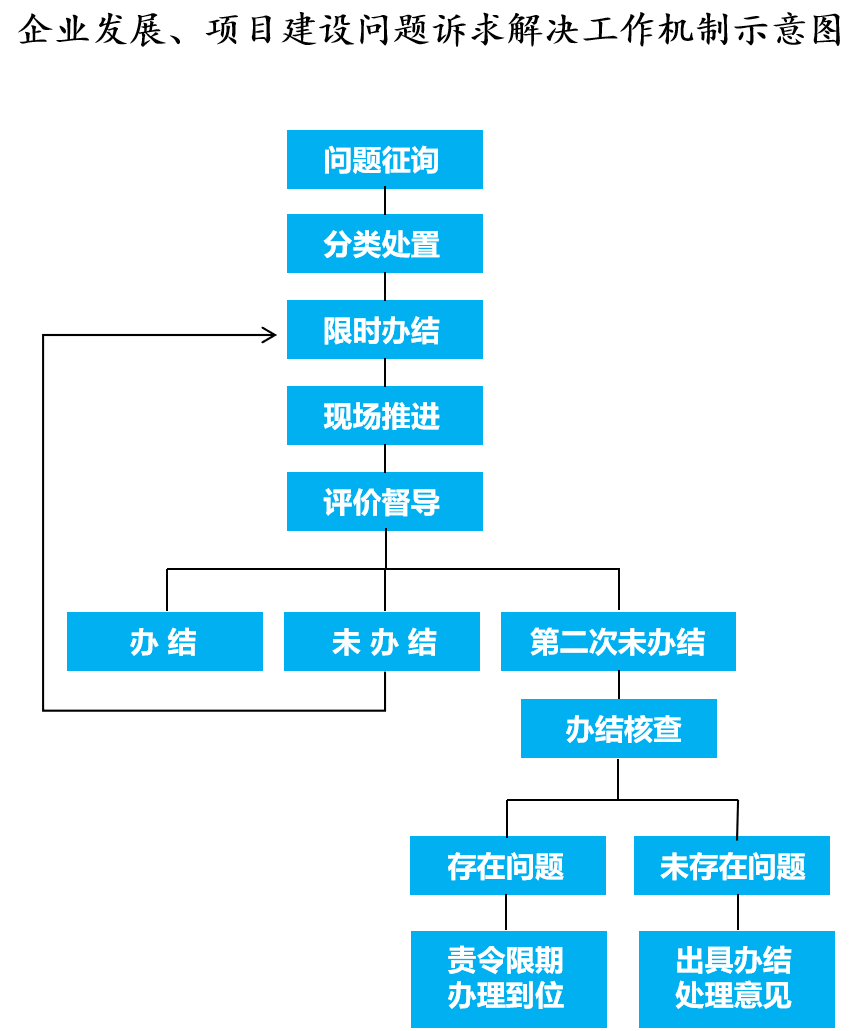 企业发展、项目建设问题诉求解决工作机制示意图
问题征询
分类处置
限时办结
现场推进
评价督导
办 结
未 办 结
第二次未办结
办结核查
存在问题
未存在问题
责令限期
办理到位
出具办结
处理意见